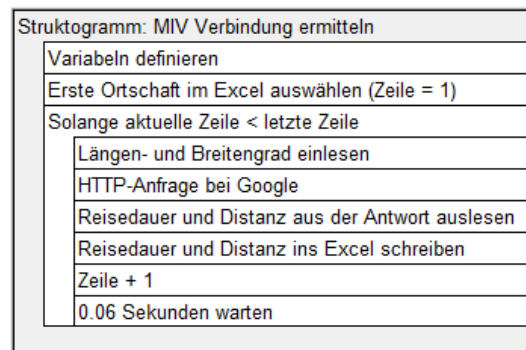 Struktogramm: MIV Verbindung ermitteln
Variabeln definieren
Erste Ortschaft im Excel auswählen (Zeile = 1)
Solange aktuelle Zeile < letzte Zeile
Längen- und Breitengrad einlesen
HTTP-Anfrage bei Google
Reisedauer und Distanz aus der Antwort auslesen
Reisedauer und Distanz ins Excel schreiben
Zeile + 1
0.06 Sekunden warten